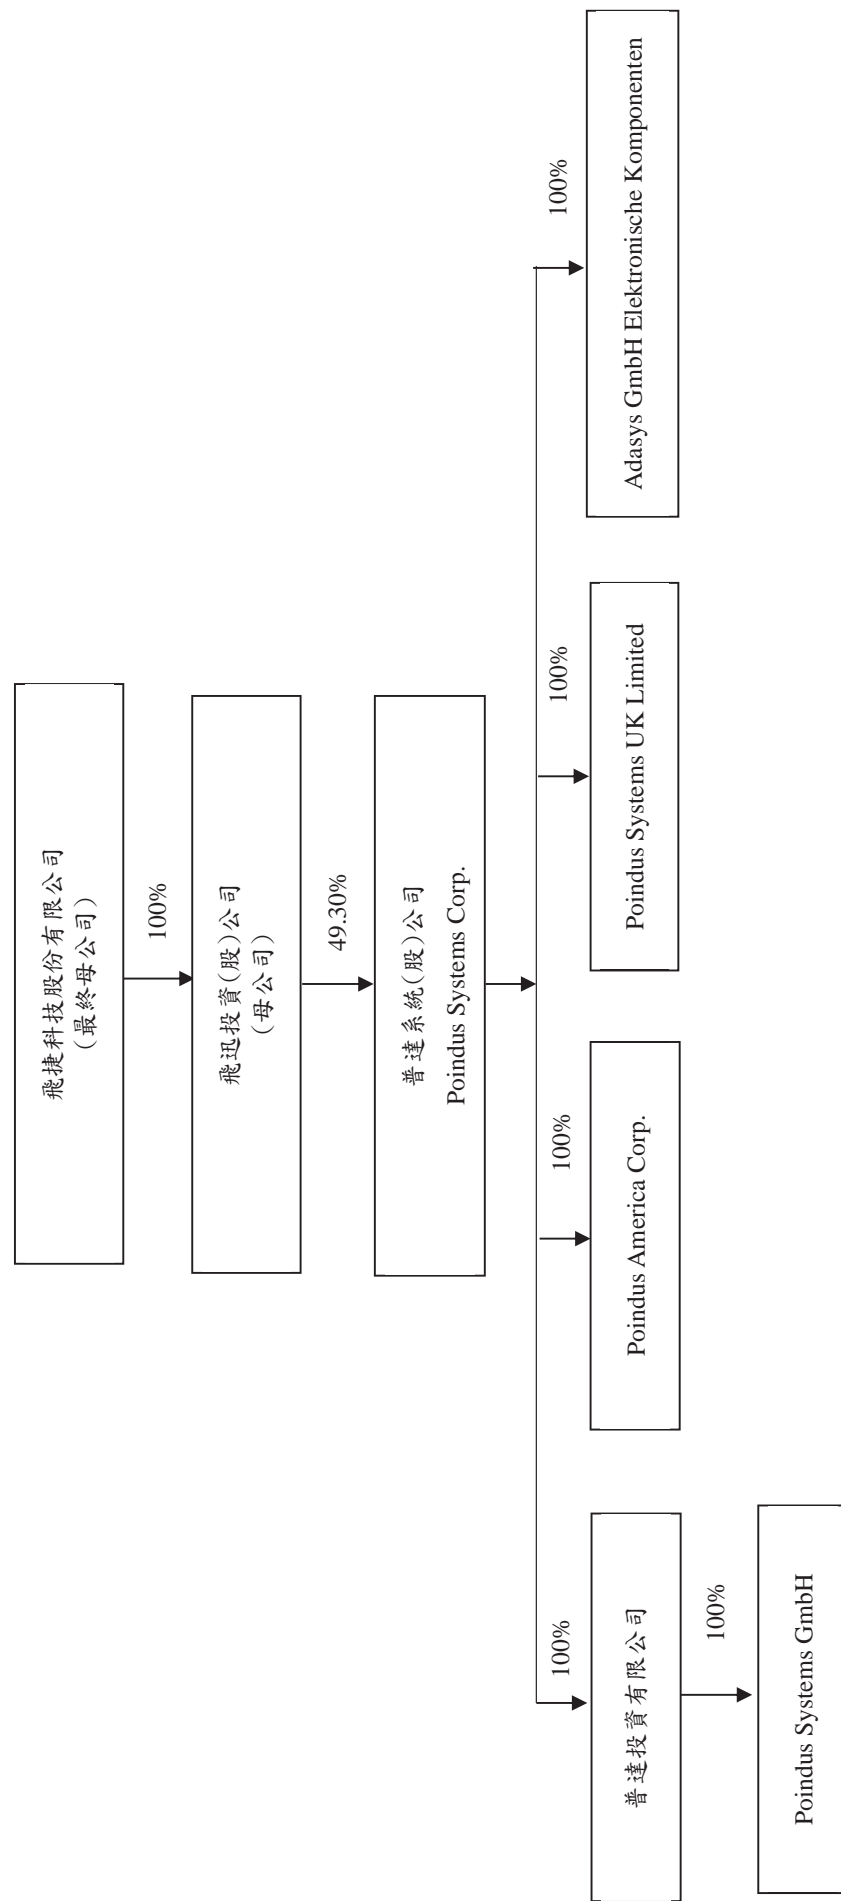 飛捷科技股份有限公司
(最終母公司)
100%
飛迅投資(股)公司
(母公司)
49.30%
普達系統(股)公司
Poindus Systems Corp.
100%
100%
100%
100%
普達投資有限公司
Poindus America Corp.
Poindus Systems UK Limited
Adasys GmbH Elektronische Komponenten
100%
Poindus Systems GmbH